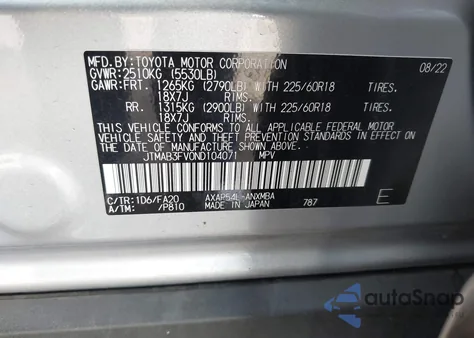 MFD.BY:TOYOTA MOTOR CORPORATION 08/22
GVWR:2510KG (5530LB)
GAWR:FRT. 1265KG (2790LB) WITH 225/60R18 TIRES.
18X7J RIMS.
RR. 1315KG (2900LB) WITH 225/60R18 TIRES.
18X7J RIMS.
THIS VEHICLE CONFORMS TO ALL APPLICABLE FEDERAL MOTOR
VEHICLE SAFETY STANDARDS IN EFFECT ON THE DATE OF
MANUFACTURE SHOWN ABOVE.
JTMAB3FV0ND104071 MPV
C/TR:1D6/FA20 AXAP54L-ANXMBA
A/TM: /P810 MADE IN JAPAN 787 E
autoSnap